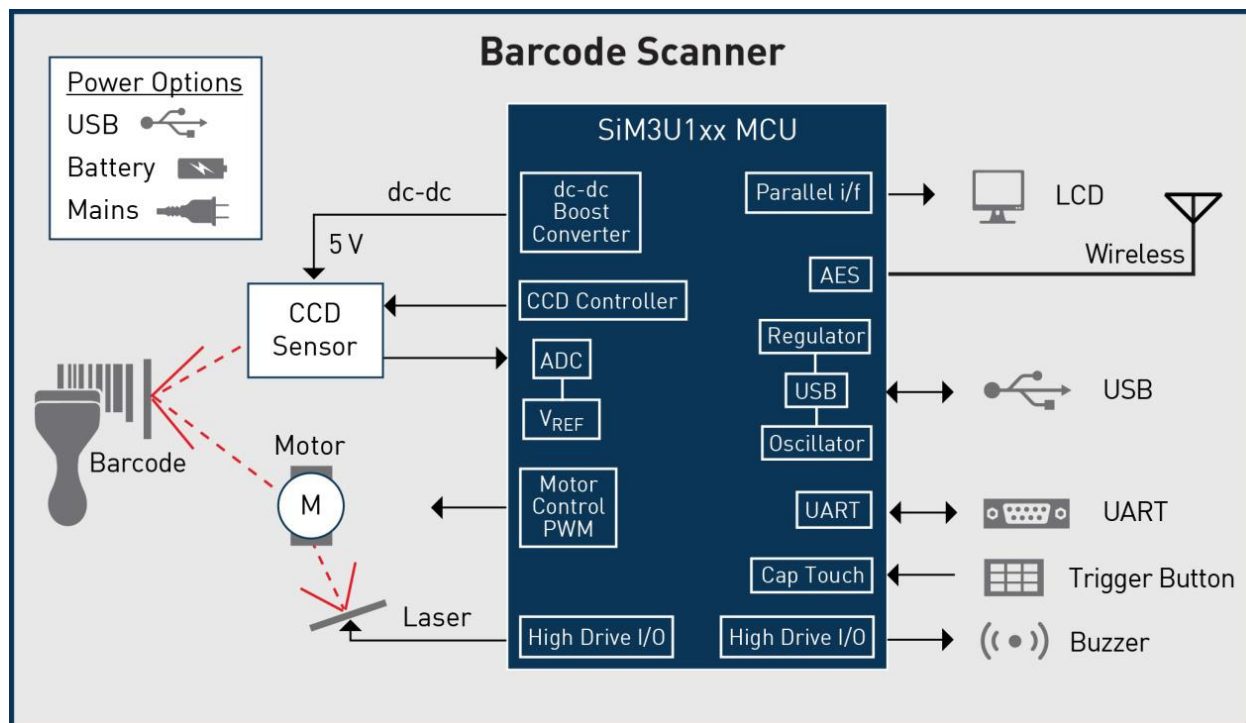 Barcode Scanner
Power Options
USB
Battery
Mains
SiM3U1xx MCU
dc-dc
5 V
dc-dc
Boost
Converter
CCD
Sensor
CCD Controller
ADC
VREF
Barcode
Motor
M
Motor
Control
PWM
Laser
High Drive I/O
Parallel i/f
LCD
Wireless
AES
Regulator
USB
Oscillator
USB
UART
UART
Cap Touch
Trigger Button
High Drive I/O
Buzzer